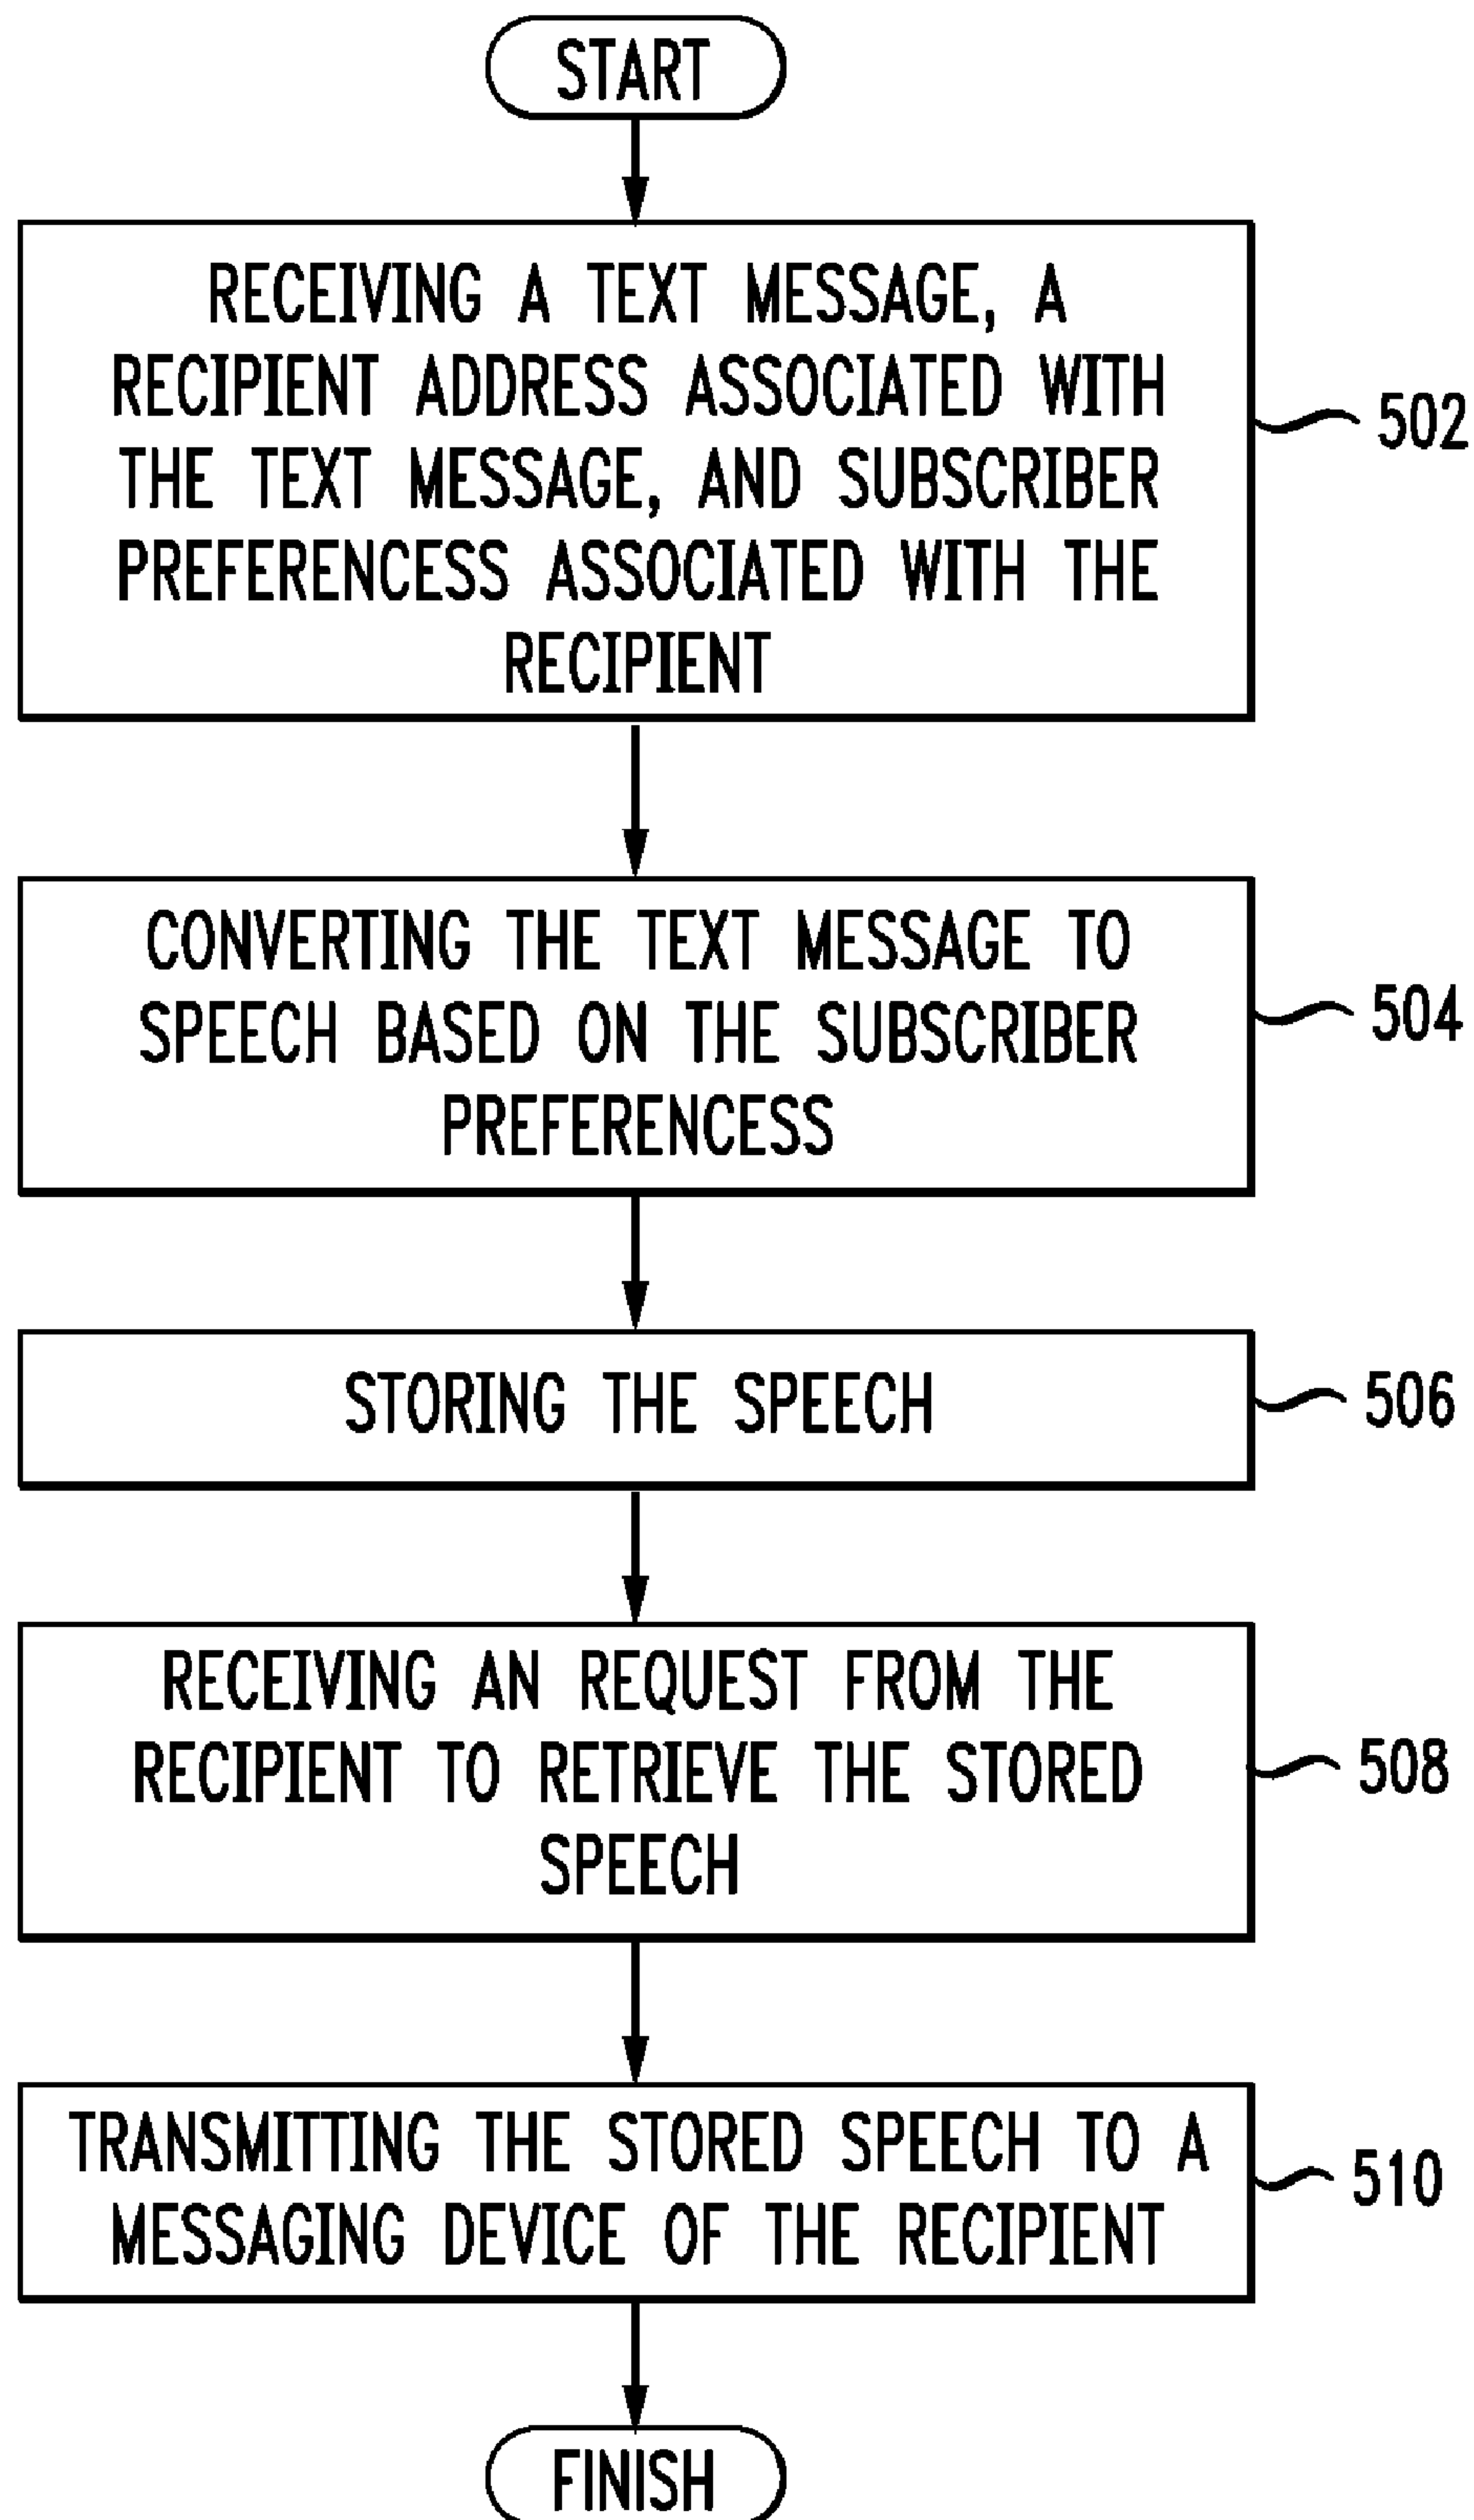 START
RECEIVING A TEXT MESSAGE, A
RECIPIENT ADDRESS ASSOCIATED WITH
THE TEXT MESSAGE, AND SUBSCRIBER
PREFERENCESS ASSOCIATED WITH THE
RECIPIENT
502
CONVERTING THE TEXT MESSAGE TO
SPEECH BASED ON THE SUBSCRIBER
PREFERENCESS
504
STORING THE SPEECH
506
RECEIVING AN REQUEST FROM THE
RECIPIENT TO RETRIEVE THE STORED
SPEECH
508
TRANSMITTING THE STORED SPEECH TO A
MESSAGING DEVICE OF THE RECIPIENT
510
FINISH